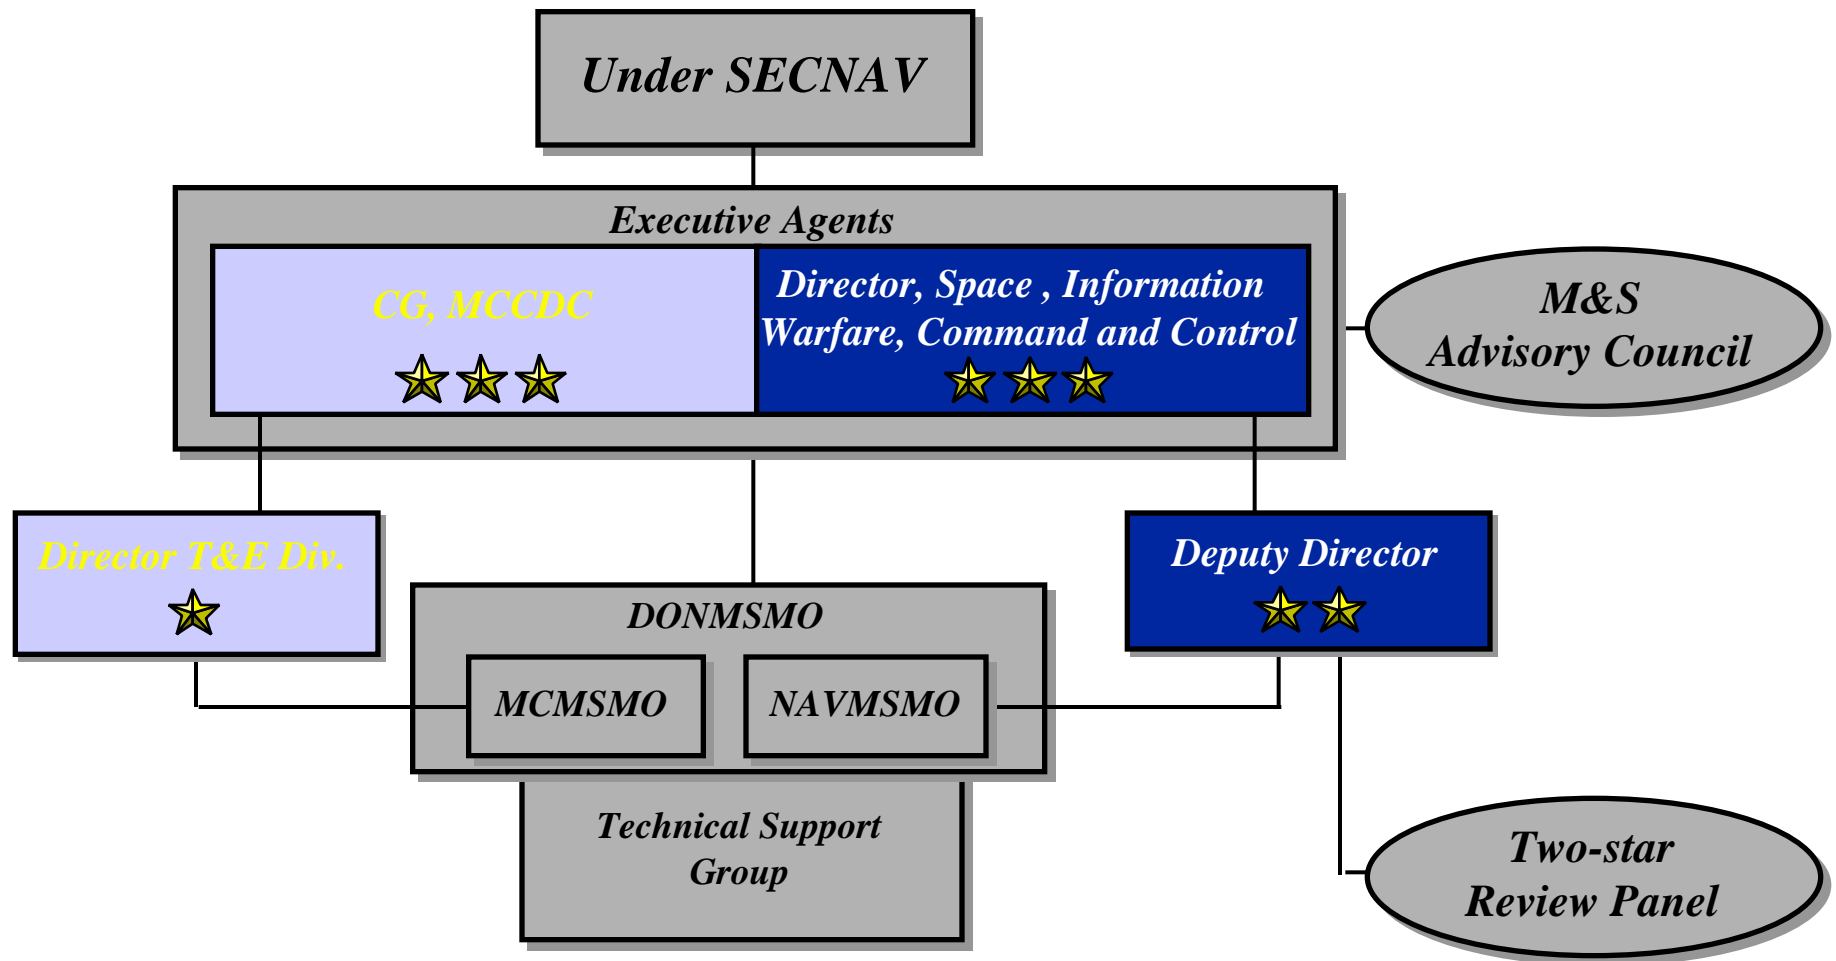 Under SECNAV
Executive Agents
CG, MCCDC
Director, Space , Information
Warfare, Command and Control
M&S
Advisory Council
Director T&E Div.
Deputy Director
DONMSMO
MCMSMO
NAVMSMO
Technical Support
Group
Two-star
Review Panel